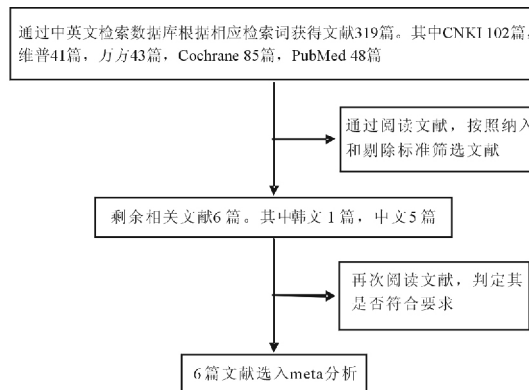 通过中英文检索数据库根据相应检索词获得文献319篇。其中CNKI 102篇,
维普41篇，万方43篇，Cochrane 85篇，PubMed 48篇
通过阅读文献，按照纳入
和剔除标准筛选文献
剩余相关文献6篇。其中韩文1篇，中文5篇
再次阅读文献，判定其
是否符合要求
6篇文献选入meta分析